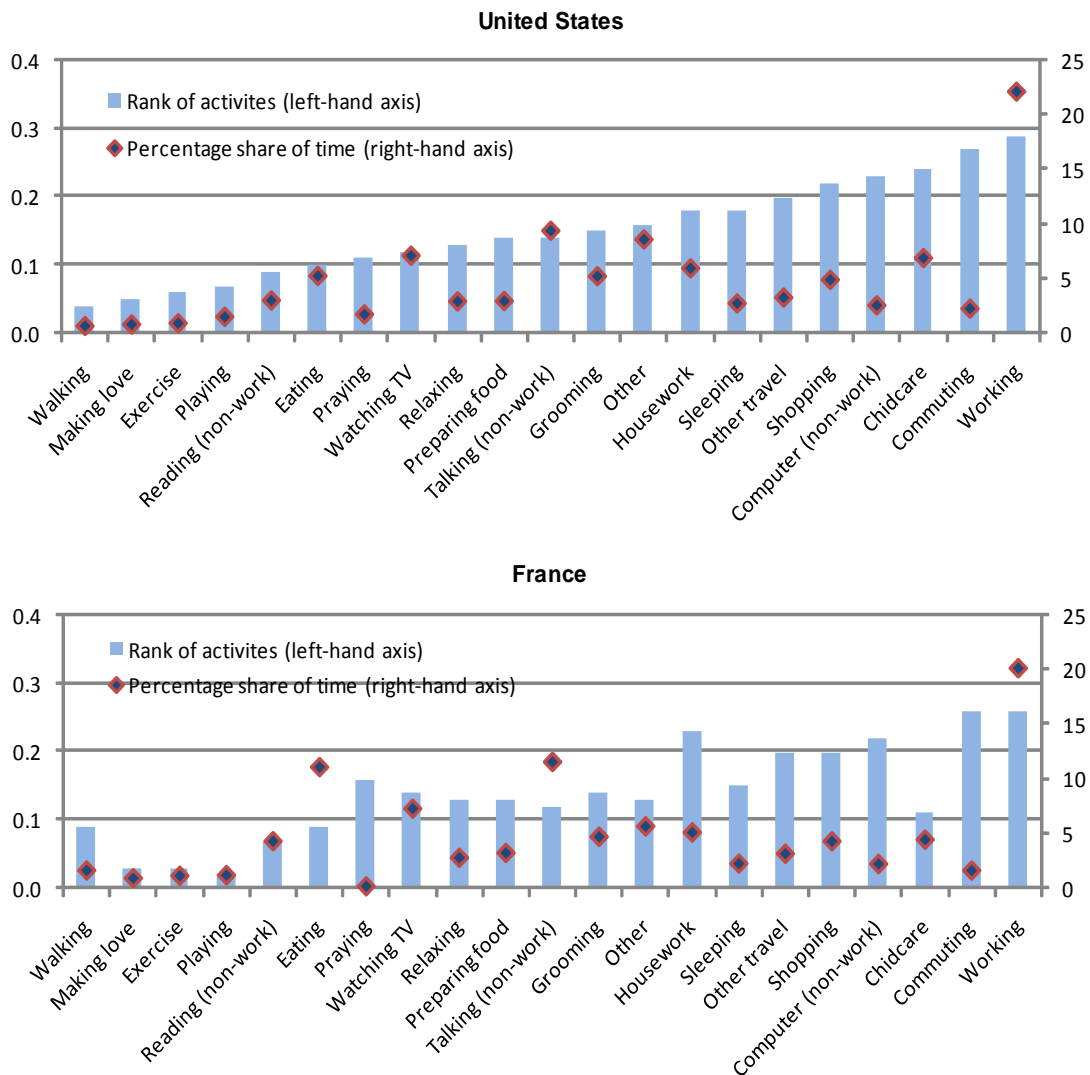 United States
0.4
0.3
0.2
0.1
0.0
25
20
15
10
5
0
Rank of activites (left-hand axis)
Percentage share of time (right-hand axis)
Walking
Making love
Exercise
Playing
Reading (non-work)
Eating
Praying
Watching TV
Relaxing
Preparing food
Talking (non-work)
Grooming
Other
Housework
Sleeping
Other travel
Shopping
Computer (non-work)
Chidcare
Commuting
Working
France
0.4
0.3
0.2
0.1
0.0
25
20
15
10
5
0
Rank of activites (left-hand axis)
Percentage share of time (right-hand axis)
Walking
Making love
Exercise
Playing
Reading (non-work)
Eating
Praying
Watching TV
Relaxing
Preparing food
Talking (non-work)
Grooming
Other
Housework
Sleeping
Other travel
Shopping
Computer (non-work)
Chidcare
Commuting
Working